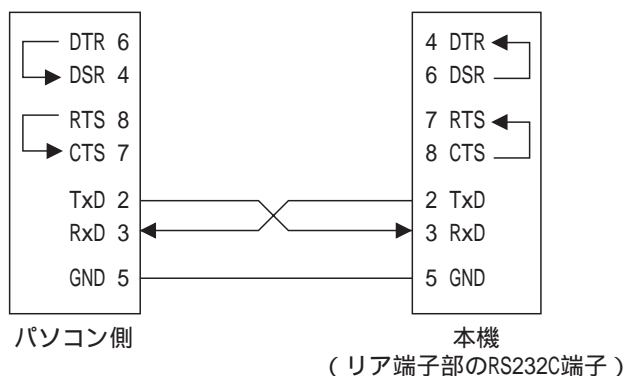 DTR 6
DSR 4
RTS 8
CTS 7
TxD 2
RxD 3
GND 5
パソコン側
4 DTR
6 DSR
7 RTS
8 CTS
2 TxD
3 RxD
5 GND
本機
(リア端子部のRS232C端子)